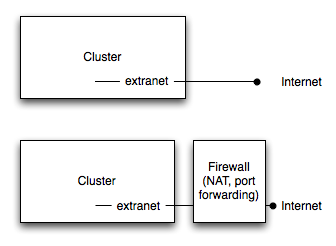 Cluster
extranet
Internet
Cluster
extranet
Firewall
(NAT, port
forwarding)
Internet